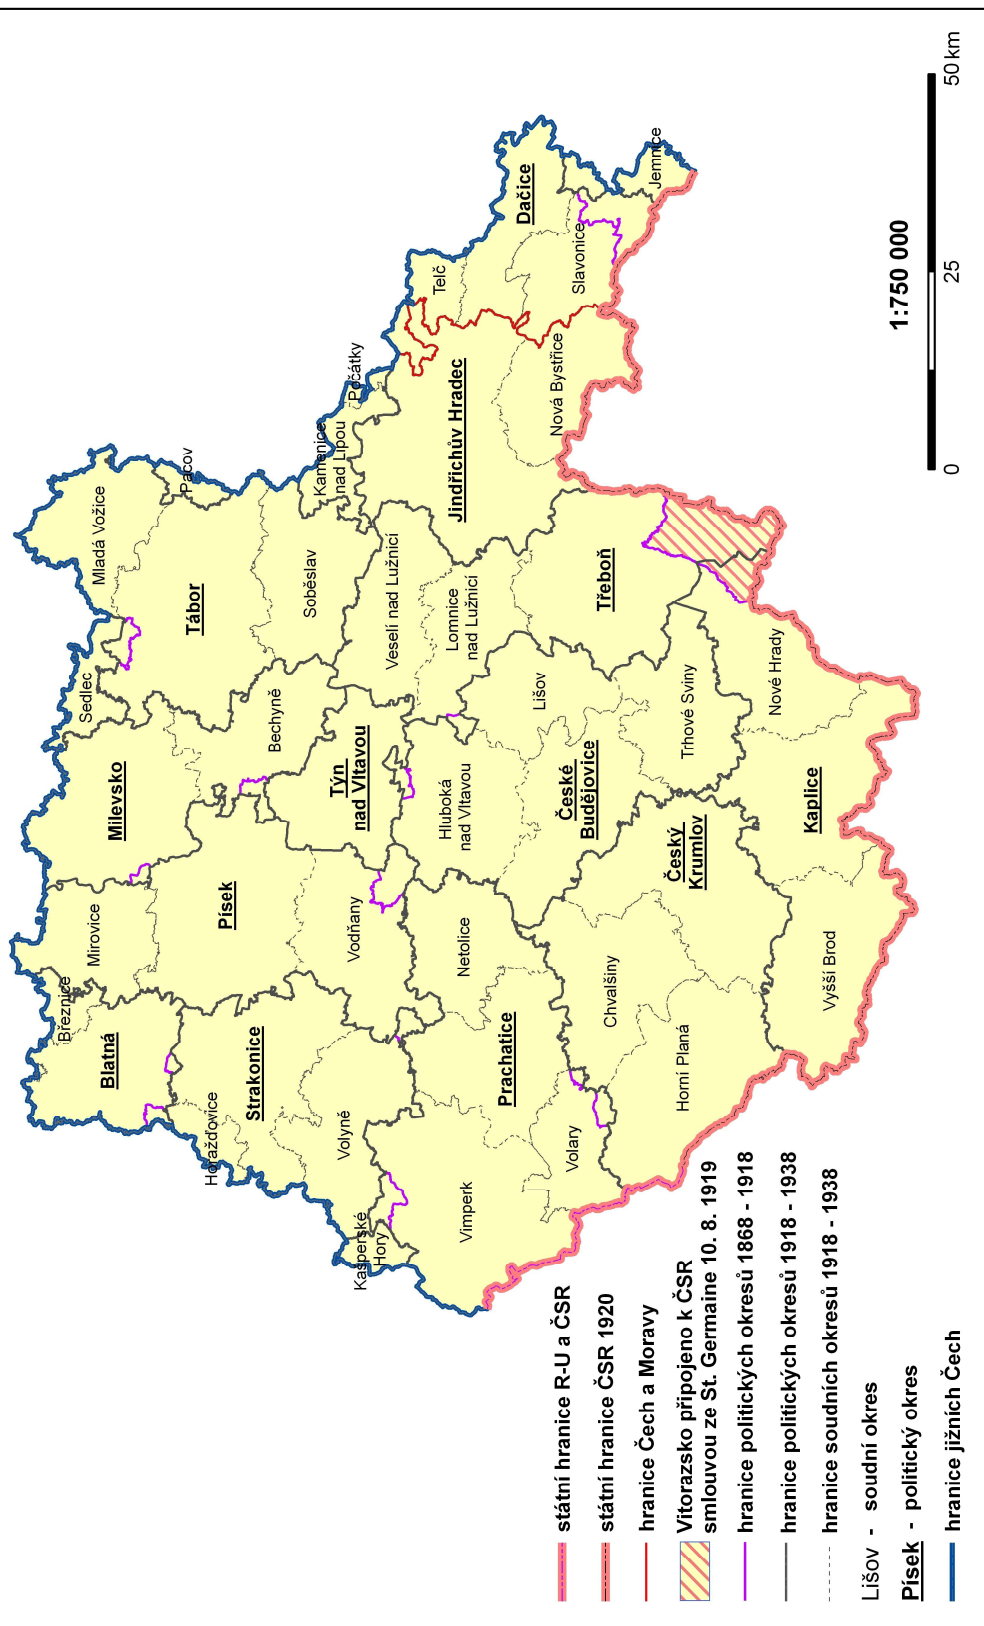 Mladá Vožice
Pacov
Sedlec
Tábor
Milevsko
Soběslav
Kamenice
nad Lipou
Počátky
Mirovice
Březnice
Bechyně
Blatná
Písek
Týn
nad Vltavou
Veselí nad Lužnicí
Jindřichův Hradec
Telč
Dačice
Horažďovice
Strakonice
Vodňany
Hluboká
nad Vltavou
Lomnice
nad Lužnicí
Nová Bystřice
Slavonice
Jemnice
Volyně
Netolice
Lišov
Třeboň
Kašperské
Hory
Vimperk
Prachatice
České
Budějovice
Trhové Sviny
Volary
Chvalšiny
Český
Krumlov
Nové Hrady
Horní Planá
Kaplice
Vyšší Brod
státní hranice R-U a ČSR
státní hranice ČSR 1920
hranice Čech a Moravy
Vitorazsko připojeno k ČSR
smlouvou ze St. Germaine 10. 8. 1919
hranice politických okresů 1868 - 1918
hranice politických okresů 1918 - 1938
hranice soudních okresů 1918 - 1938
Lišov - soudní okres
Písek - politický okres
hranice jižních Čech
1:750 000
0 25 50 km